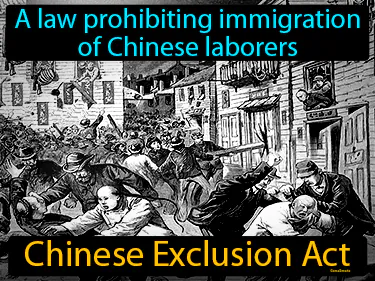 A law prohibiting immigration
of Chinese laborers
Chinese Exclusion Act